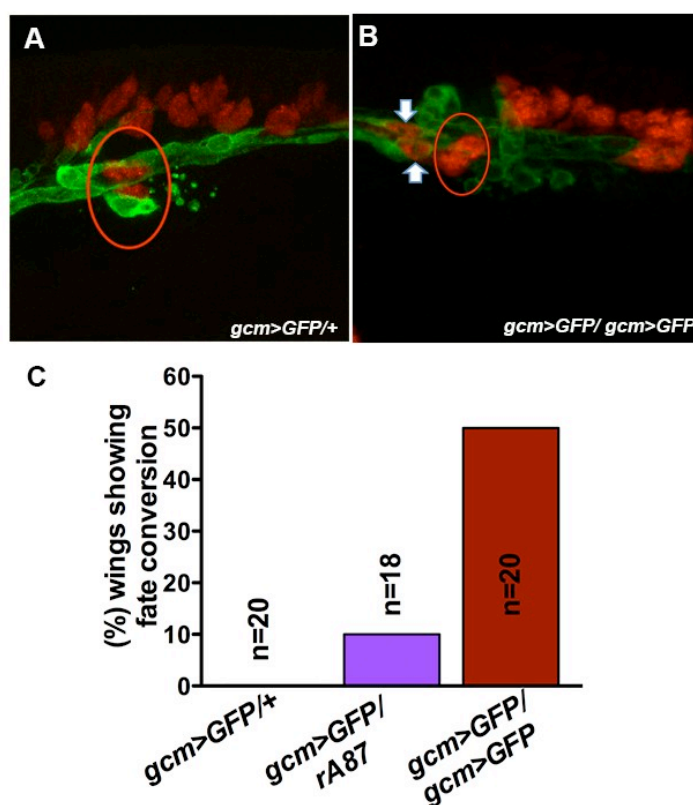 A
B
gcm>GFP/+
gcm>GFP/ gcm>GFP
C
(%) wings showing
fate conversion
60
50
40
30
20
10
0
n=20
n=18
n=20
gcm>GFP/+
gcm>GFP/
rA87
gcm>GFP/
gcm>GFP